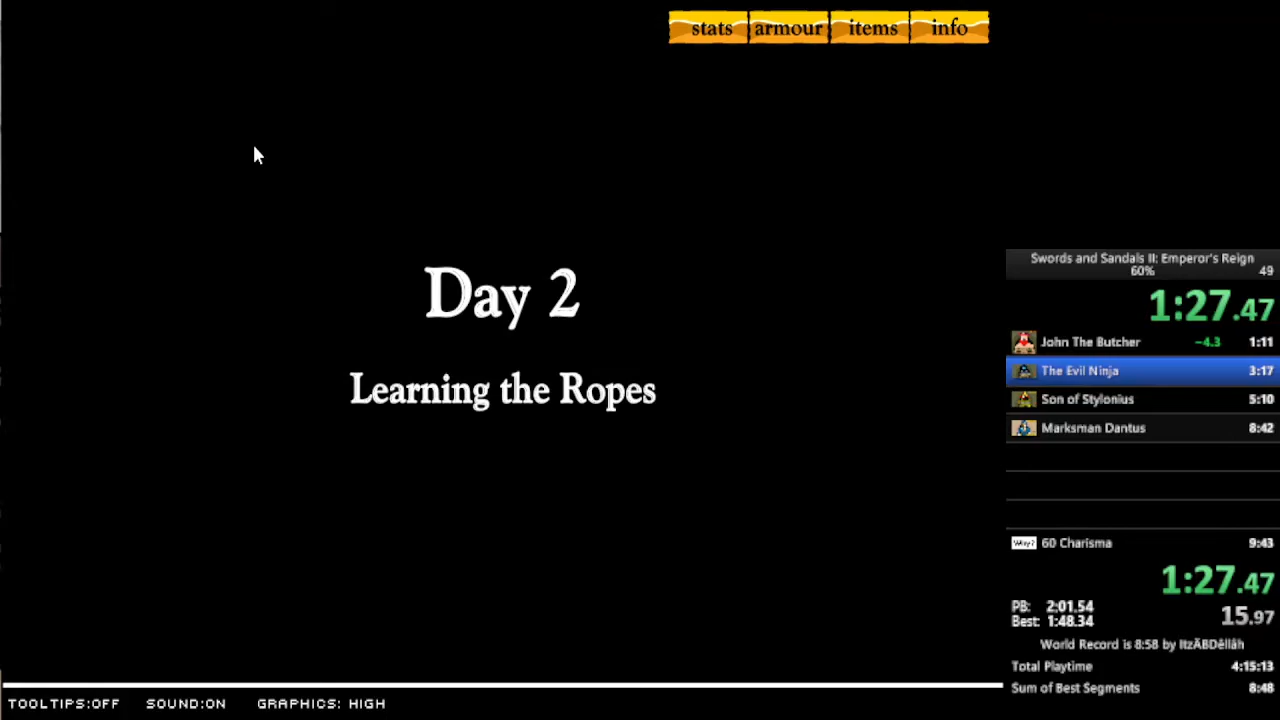 stats armour items info
Day 2
Learning the Ropes
Swords and Sandals II: Emperor's Reign
60% 49
1:27.47
John The Butcher -4.3 1:11
The Evil Ninja 3:17
Son of Stylonius 5:10
Marksman Dantus 8:42
Why? 60 Charisma 9:43
1:27.47
PB: 2:01.54 15.97
Best: 1:48.34
World Record is 8:58 by ItzÄBDêllâh
Total Playtime 4:15:13
Sum of Best Segments 8:48
TOOLTIPS:OFF SOUND:ON GRAPHICS: HIGH